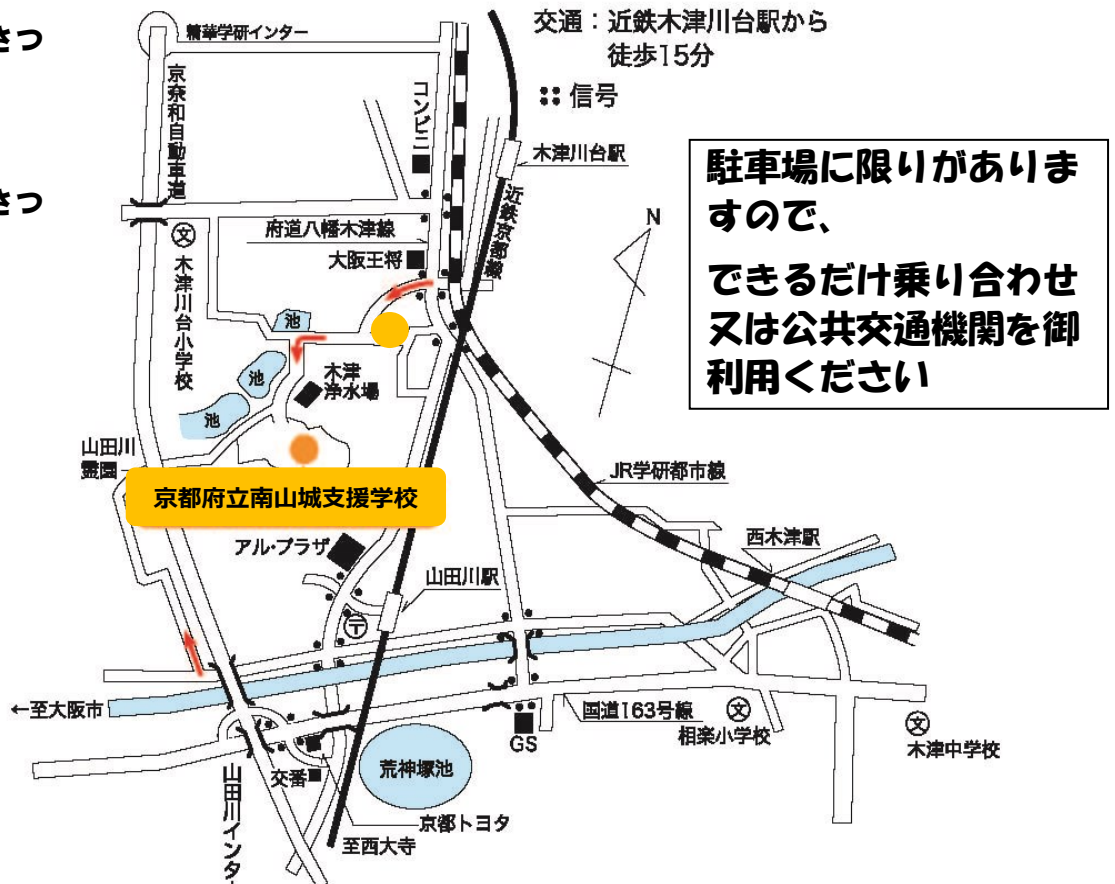 さつ
さつ
交通：近鉄木津川台駅から
徒歩15分
信号
精華学研インター
京奈和自動車道
コンビニ
木津川台駅
近鉄京都線
駐車場に限りがありま
すので、
できるだけ乗り合わせ
又は公共交通機関を御
利用ください
N
府道八幡木津線
大阪王将
文
木津川台小学校
池
池
池
木津
浄水場
山田川
霊園
京都府立南山城支援学校
JR学研都市線
アル・プラザ
山田川駅
西木津駅
〒
←至大阪市
国道163号線
文
相楽小学校
文
木津中学校
GS
交番
荒神塚池
京都トヨタ
至西大寺
山田川インター